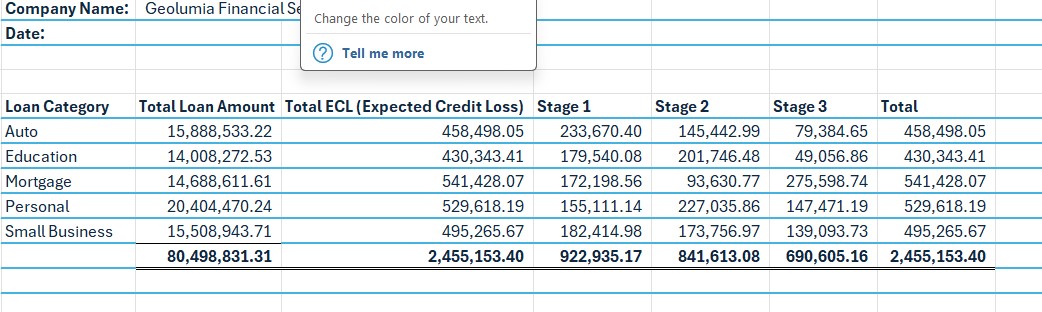 Company Name: Geolumia Financial
Change the color of your text.
Date:
Tell me more
Loan Category Total Loan Amount Total ECL (Expected Credit Loss) Stage 1 Stage 2 Stage 3 Total
Auto 15,888,533.22 458,498.05 233,670.40 145,442.99 79,384.65 458,498.05
Education 14,008,272.53 430,343.41 179,540.08 201,746.48 49,056.86 430,343.41
Mortgage 14,688,611.61 541,428.07 172,198.56 93,630.77 275,598.74 541,428.07
Personal 20,404,470.24 529,618.19 155,111.14 227,035.86 147,471.19 529,618.19
Small Business 15,508,943.71 495,265.67 182,414.98 173,756.97 139,093.73 495,265.67
80,498,831.31 2,455,153.40 922,935.17 841,613.08 690,605.16 2,455,153.40